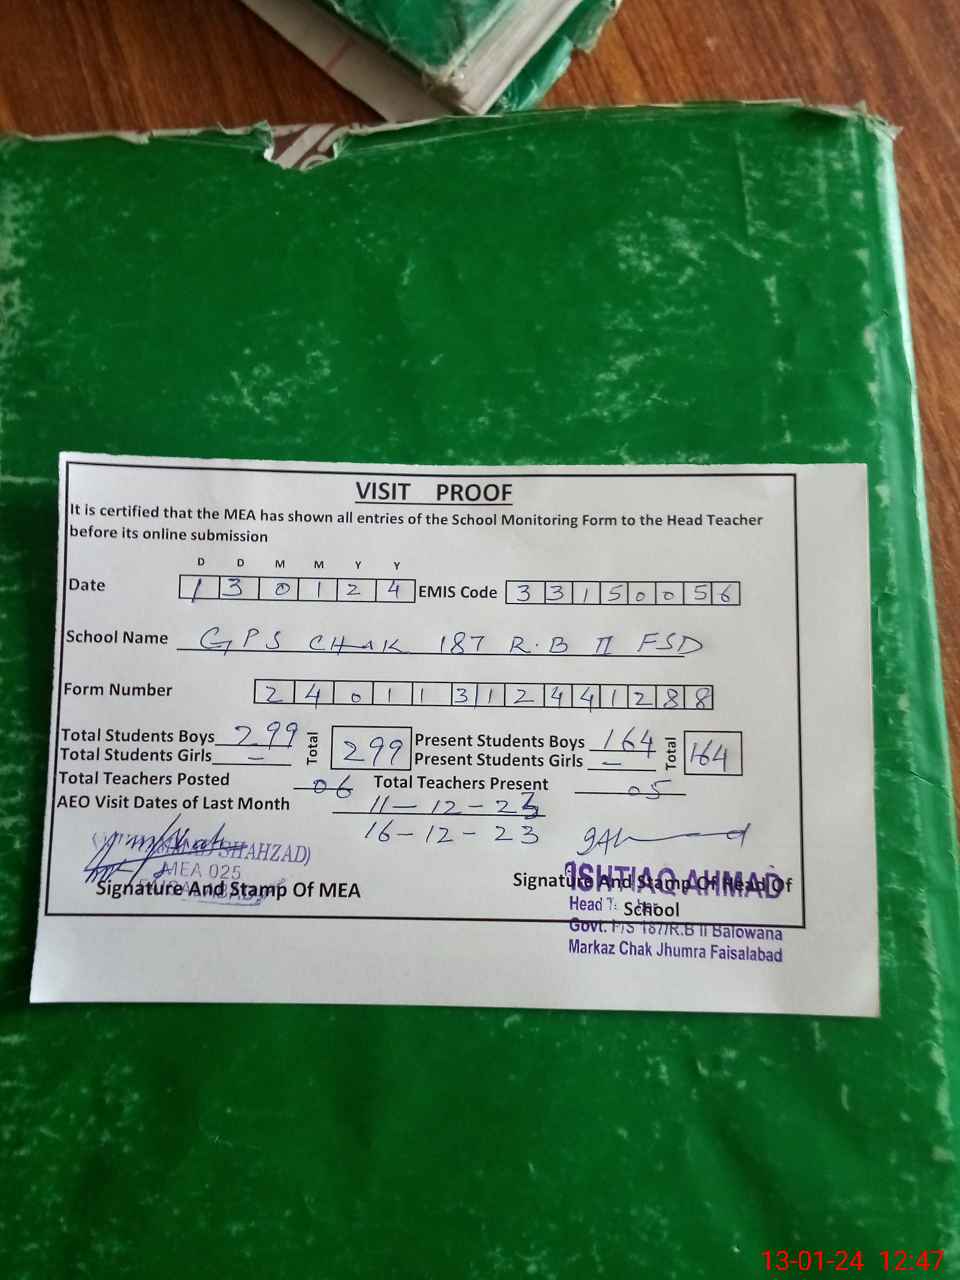 VISIT PROOF
It is certified that the MEA has shown all entries of the School Monitoring Form to the Head Teacher
before its online submission
D D M M Y Y
Date 1 3 0 1 2 4 EMIS Code 3 3 1 5 0 0 5 6
School Name GPS CHAK 187 R.B II FSD
Form Number 2 4 0 1 1 3 1 2 4 4 1 2 8 8
Total Students Boys 299 Total 299 Present Students Boys 164 Total 164
Total Students Girls – Present Students Girls –
Total Teachers Posted 06 Total Teachers Present 05
AEO Visit Dates of Last Month 11-12-23
16-12-23
SHAHZAD)
MEA 025
Signature And Stamp Of MEA
ISHTIAQ AHMAD
Signature And Stamp Of Head Of
Head
School
Govt. P/S 187/R.B II Balowana
Markaz Chak Jhumra Faisalabad
13-01-24 12:47